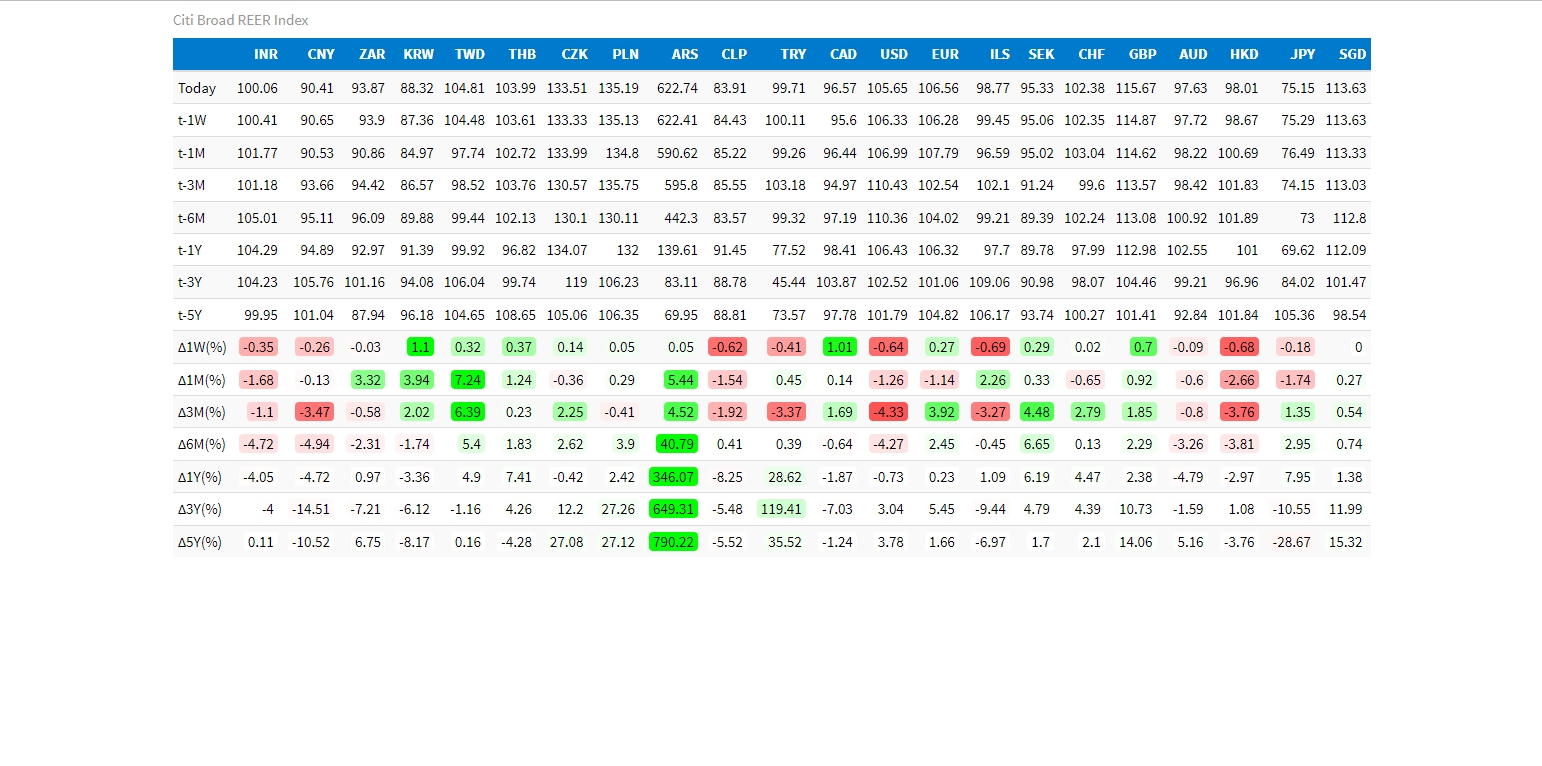 Citi Broad REER Index
INR CNY ZAR KRW TWD THB CZK PLN ARS CLP TRY CAD USD EUR ILS SEK CHF GBP AUD HKD JPY SGD
Today 100.06 90.41 93.87 88.32 104.81 103.99 133.51 135.19 622.74 83.91 99.71 96.57 105.65 106.56 98.77 95.33 102.38 115.67 97.63 98.01 75.15 113.63
t-1W 100.41 90.65 93.9 87.36 104.48 103.61 133.33 135.13 622.41 84.43 100.11 95.6 106.33 106.28 99.45 95.06 102.35 114.87 97.72 98.67 75.29 113.63
t-1M 101.77 90.53 90.86 84.97 97.74 102.72 133.99 134.8 590.62 85.22 99.26 96.44 106.99 107.79 96.59 95.02 103.04 114.62 98.22 100.69 76.49 113.33
t-3M 101.18 93.66 94.42 86.57 98.52 103.76 130.57 135.75 595.8 85.55 103.18 94.97 110.43 102.54 102.1 91.24 99.6 113.57 98.42 101.83 74.15 113.03
t-6M 105.01 95.11 96.09 89.88 99.44 102.13 130.1 130.11 442.3 83.57 99.32 97.19 110.36 104.02 99.21 89.39 102.24 113.08 100.92 101.89 73 112.8
t-1Y 104.29 94.89 92.97 91.39 99.92 96.82 134.07 132 139.61 91.45 77.52 98.41 106.43 106.32 97.7 89.78 97.99 112.98 102.55 101 69.62 112.09
t-3Y 104.23 105.76 101.16 94.08 106.04 99.74 119 106.23 83.11 88.78 45.44 103.87 102.52 101.06 109.06 90.98 98.07 104.46 99.21 96.96 84.02 101.47
t-5Y 99.95 101.04 87.94 96.18 104.65 108.65 105.06 106.35 69.95 88.81 73.57 97.78 101.79 104.82 106.17 93.74 100.27 101.41 92.84 101.84 105.36 98.54
Δ1W(%) -0.35 -0.26 -0.03 1.1 0.32 0.37 0.14 0.05 0.05 -0.62 -0.41 1.01 -0.64 0.27 -0.69 0.29 0.02 0.7 -0.09 -0.68 -0.18 0
Δ1M(%) -1.68 -0.13 3.32 3.94 7.24 1.24 -0.36 0.29 5.44 -1.54 0.45 0.14 -1.26 -1.14 2.26 0.33 -0.65 0.92 -0.6 -2.66 -1.74 0.27
Δ3M(%) -1.1 -3.47 -0.58 2.02 6.39 0.23 2.25 -0.41 4.52 -1.92 -3.37 1.69 -4.33 3.92 -3.27 4.48 2.79 1.85 -0.8 -3.76 1.35 0.54
Δ6M(%) -4.72 -4.94 -2.31 -1.74 5.4 1.83 2.62 3.9 40.79 0.41 0.39 -0.64 -4.27 2.45 -0.45 6.65 0.13 2.29 -3.26 -3.81 2.95 0.74
Δ1Y(%) -4.05 -4.72 0.97 -3.36 4.9 7.41 -0.42 2.42 346.07 -8.25 28.62 -1.87 -0.73 0.23 1.09 6.19 4.47 2.38 -4.79 -2.97 7.95 1.38
Δ3Y(%) -4 -14.51 -7.21 -6.12 -1.16 4.26 12.2 27.26 649.31 -5.48 119.41 -7.03 3.04 5.45 -9.44 4.79 4.39 10.73 -1.59 1.08 -10.55 11.99
Δ5Y(%) 0.11 -10.52 6.75 -8.17 0.16 -4.28 27.08 27.12 790.22 -5.52 35.52 -1.24 3.78 1.66 -6.97 1.7 2.1 14.06 5.16 -3.76 -28.67 15.32